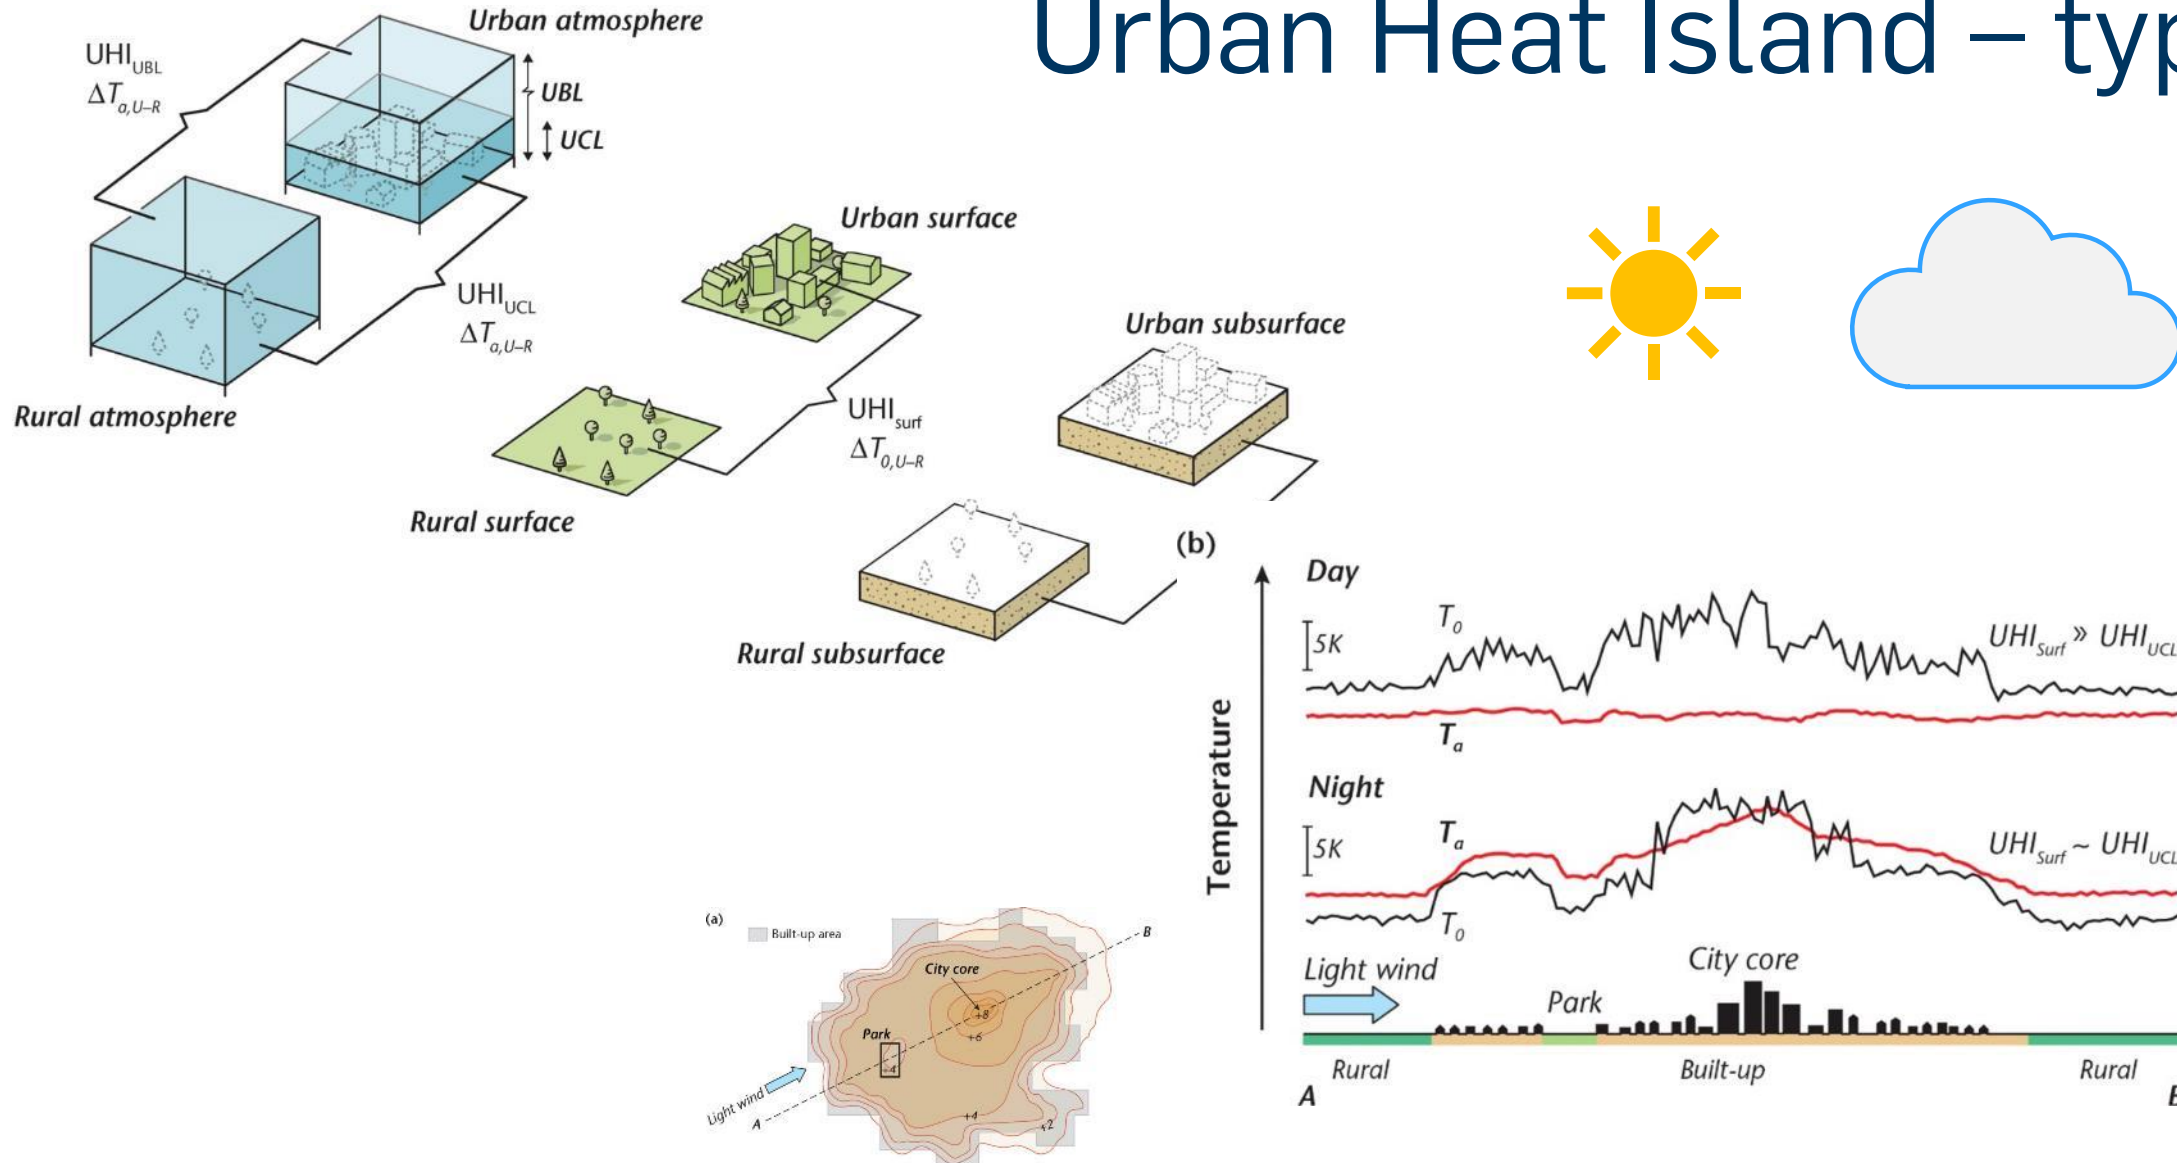 Urban Heat Island – typ
Urban atmosphere
UHI_UBL
ΔT_a,U–R
UBL
UCL
Urban surface
UHI_UCL
ΔT_a,U–R
Urban subsurface
Rural atmosphere
UHI_surf
ΔT_0,U–R
Rural surface
Rural subsurface
(b)
Day
5K
T_0
UHI_Surf » UHI_UCL
T_a
Temperature
Night
5K
T_a
UHI_Surf ~ UHI_UCL
T_0
Light wind
City core
Park
Rural
Built-up
Rural
A
(a)
Built-up area
B
City core
+8
+6
Park
+4
Light wind
A
+4
+2